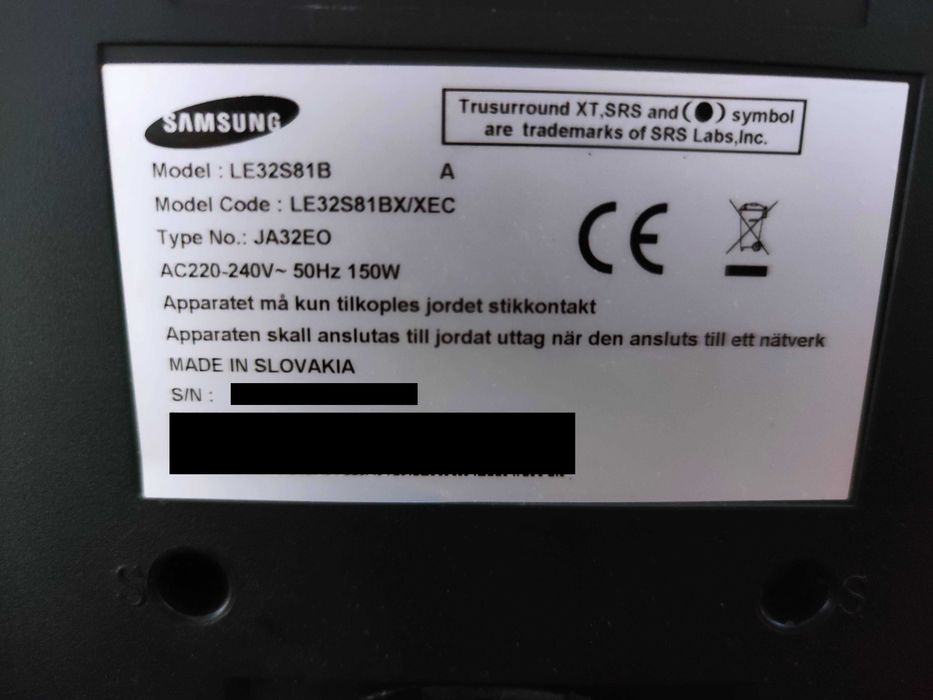 SAMSUNG
Trusurround XT,SRS and (●) symbol
are trademarks of SRS Labs,Inc.
Model : LE32S81B A
Model Code : LE32S81BX/XEC
Type No.: JA32EO
AC220-240V~ 50Hz 150W
Apparatet må kun tilkoples jordet stikkontakt
Apparaten skall anslutas till jordat uttag när den ansluts till ett nätverk
MADE IN SLOVAKIA
S/N :
CE
S S